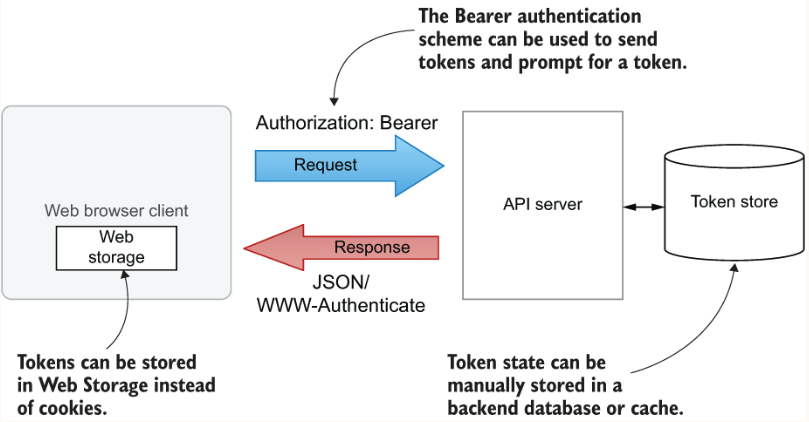 The Bearer authentication
scheme can be used to send
tokens and prompt for a token.
Authorization: Bearer
Request
Web browser client
Web
storage
API server
Token store
Response
JSON/
WWW-Authenticate
Tokens can be stored
in Web Storage instead
of cookies.
Token state can be
manually stored in a
backend database or cache.